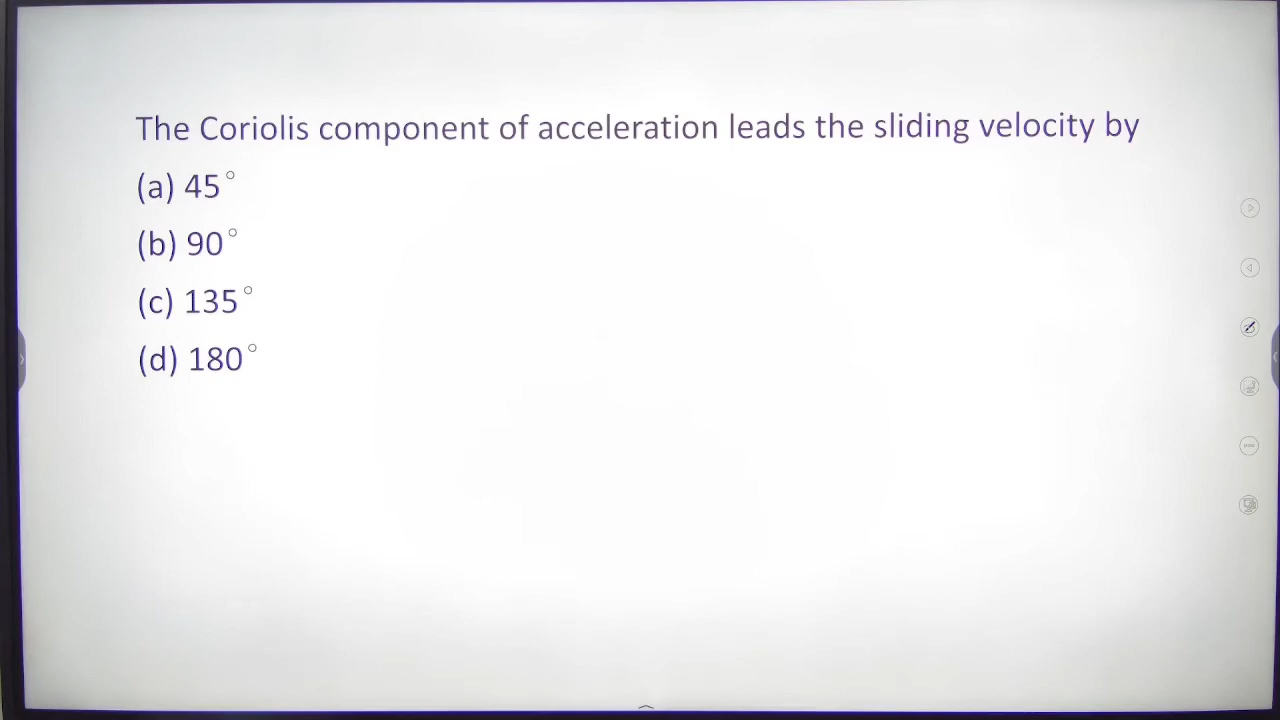 The Coriolis component of acceleration leads the sliding velocity by
(a) 45°
(b) 90°
(c) 135°
(d) 180°